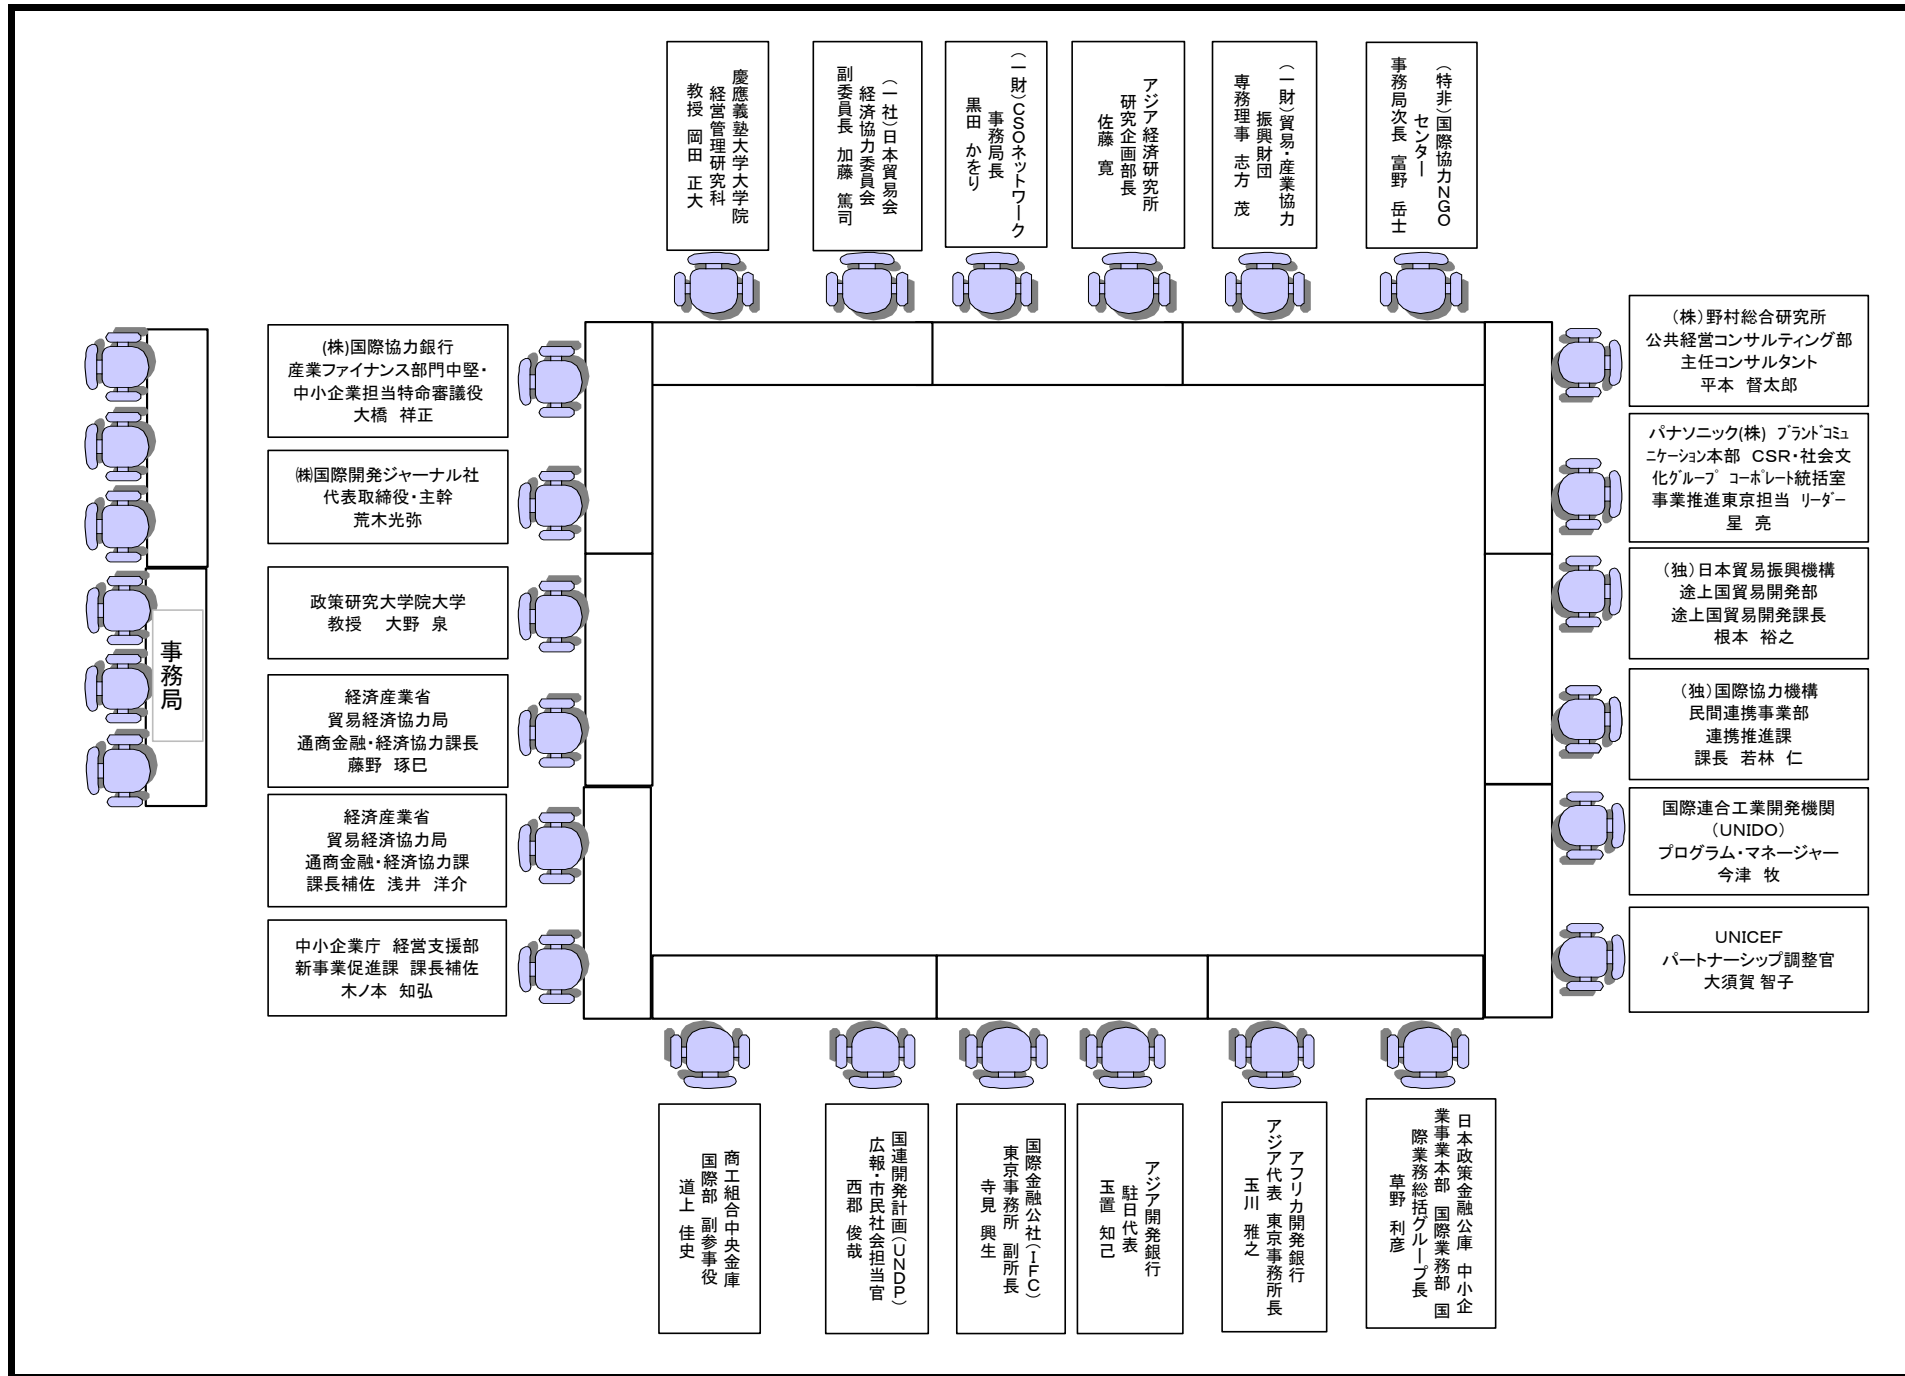 慶應義塾大学大学院
経営管理研究科
教授 岡田 正大
（一社）日本貿易会
経済協力委員会
副委員長 加藤 篤司
（一財）ＣＳＯネットワーク
事務局長
黒田 かをり
アジア経済研究所
研究企画部長
佐藤 寛
（一財）貿易・産業協力
振興財団
専務理事 志方 茂
（特非）国際協力ＮＧＯ
センター
事務局次長 富野 岳士
(株)国際協力銀行
産業ファイナンス部門中堅・
中小企業担当特命審議役
大橋 祥正
㈱国際開発ジャーナル社
代表取締役・主幹
荒木光弥
政策研究大学院大学
教授 大野 泉
経済産業省
貿易経済協力局
通商金融・経済協力課長
藤野 琢巳
経済産業省
貿易経済協力局
通商金融・経済協力課
課長補佐 浅井 洋介
中小企業庁 経営支援部
新事業促進課 課長補佐
木ノ本 知弘
事務局
（株）野村総合研究所
公共経営コンサルティング部
主任コンサルタント
平本 督太郎
パナソニック(株) ブランドコミュ
ニケーション本部 CSR・社会文
化グループ コーポレート統括室
事業推進東京担当 リーダー
星 亮
（独）日本貿易振興機構
途上国貿易開発部
途上国貿易開発課長
根本 裕之
（独）国際協力機構
民間連携事業部
連携推進課
課長 若林 仁
国際連合工業開発機関
（UNIDO）
プログラム・マネージャー
今津 牧
UNICEF
パートナーシップ調整官
大須賀 智子
商工組合中央金庫
国際部 副参事役
道上 佳史
国連開発計画（ＵＮＤＰ）
広報・市民社会担当官
西郡 俊哉
国際金融公社（ＩＦＣ）
東京事務所 副所長
寺見 興生
アジア開発銀行
駐日代表
玉置 知己
アフリカ開発銀行
アジア代表 東京事務所長
玉川 雅之
日本政策金融公庫 中小企
業事業本部 国際業務部 国
際業務総括グループ長
草野 利彦